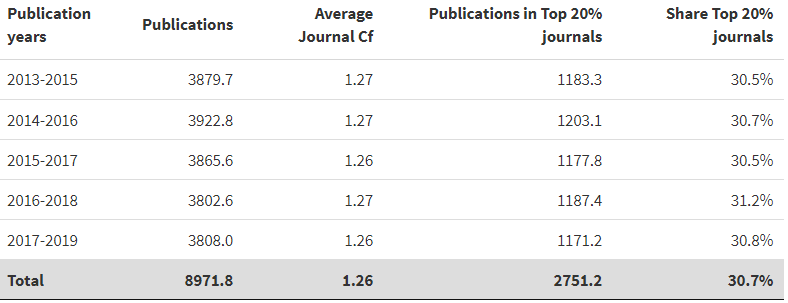 Publication years Publications Average Journal Cf Publications in Top 20% journals Share Top 20% journals
2013-2015 3879.7 1.27 1183.3 30.5%
2014-2016 3922.8 1.27 1203.1 30.7%
2015-2017 3865.6 1.26 1177.8 30.5%
2016-2018 3802.6 1.27 1187.4 31.2%
2017-2019 3808.0 1.26 1171.2 30.8%
Total 8971.8 1.26 2751.2 30.7%